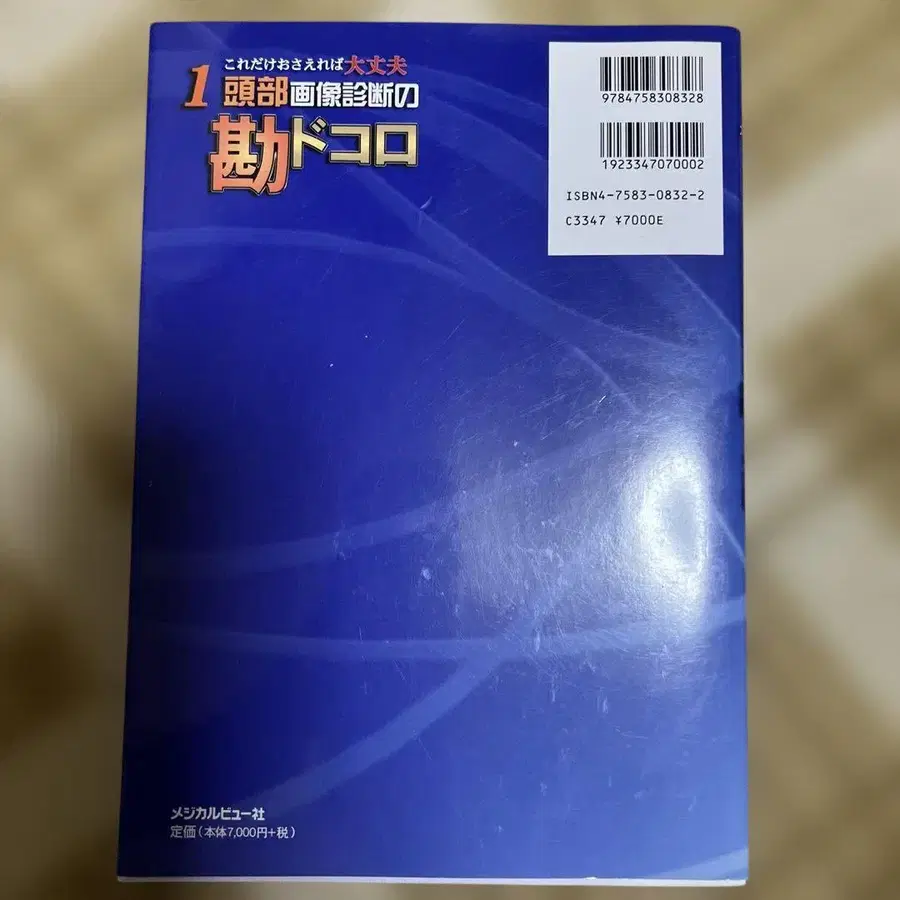 これだけおさえれば大丈夫
1 頭部画像診断の
勘ドコロ
9784758308328
1923347070002
ISBN4-7583-0832-2
C3347 ¥7000E
メジカルビュー社
定価（本体7,000円+税）